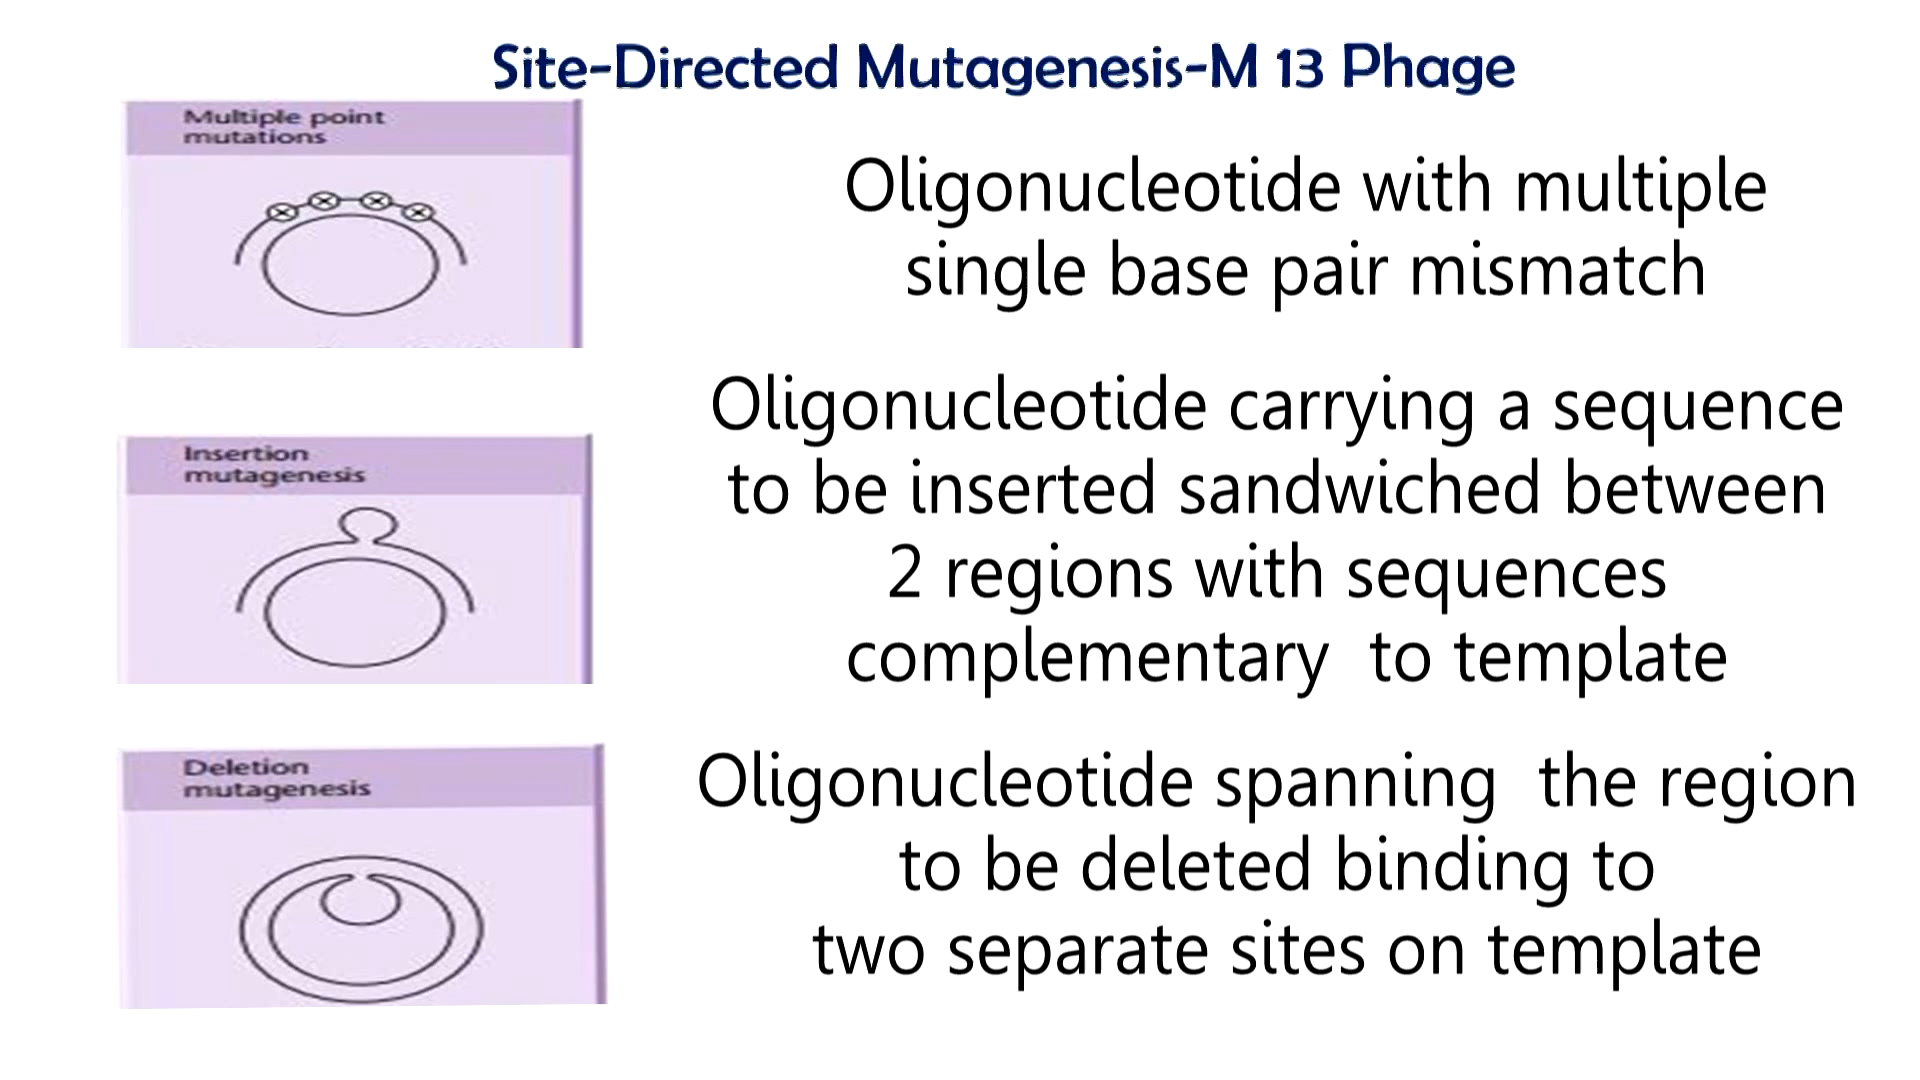 Site-Directed Mutagenesis-M 13 Phage
Multiple point
mutations
Oligonucleotide with multiple
single base pair mismatch
Insertion
mutagenesis
Oligonucleotide carrying a sequence
to be inserted sandwiched between
2 regions with sequences
complementary to template
Deletion
mutagenesis
Oligonucleotide spanning the region
to be deleted binding to
two separate sites on template